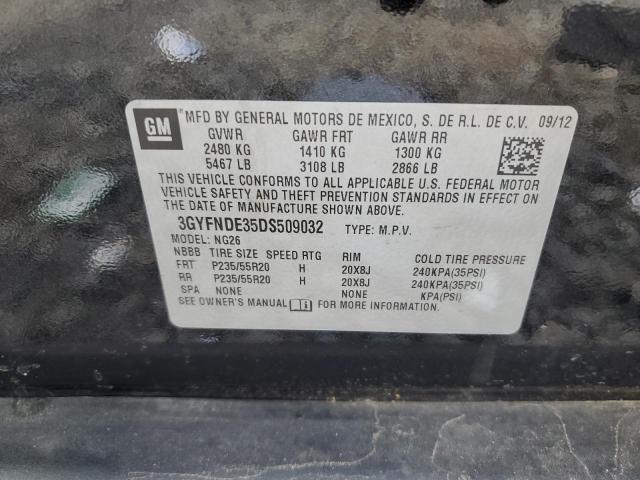 GM
MFD BY GENERAL MOTORS DE MEXICO, S. DE R.L. DE C.V. 09/12
GVWR GAWR FRT GAWR RR
2480 KG 1410 KG 1300 KG
5467 LB 3108 LB 2866 LB
THIS VEHICLE CONFORMS TO ALL APPLICABLE U.S. FEDERAL MOTOR
VEHICLE SAFETY AND THEFT PREVENTION STANDARDS IN EFFECT ON
THE DATE OF MANUFACTURE SHOWN ABOVE.
3GYFNDE35DS509032 TYPE: M.P.V.
MODEL: NG26
NBBB TIRE SIZE SPEED RTG RIM COLD TIRE PRESSURE
FRT P235/55R20 H 20X8J 240KPA(35PSI)
RR P235/55R20 H 20X8J 240KPA(35PSI)
SPA NONE NONE KPA(PSI)
SEE OWNER'S MANUAL FOR MORE INFORMATION.